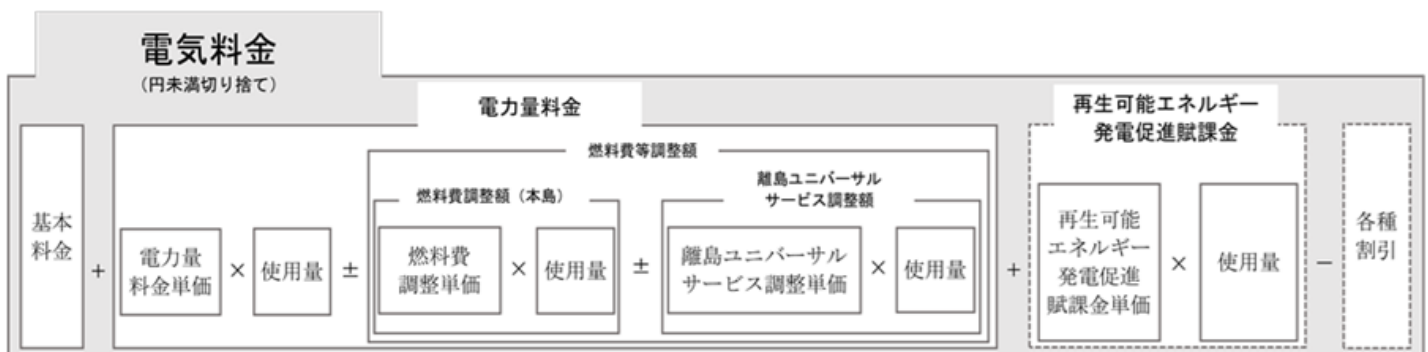 電気料金
（円未満切り捨て）
基本
料金
+
電力量料金
電力量
料金単価
×
使用量
±
燃料費等調整額
燃料費調整額（本島）
燃料費
調整単価
×
使用量
±
離島ユニバーサル
サービス調整額
離島ユニバーサル
サービス調整単価
×
使用量
+
再生可能エネルギー
発電促進賦課金
再生可能
エネルギー
発電促進
賦課金単価
×
使用量
−
各種
割引